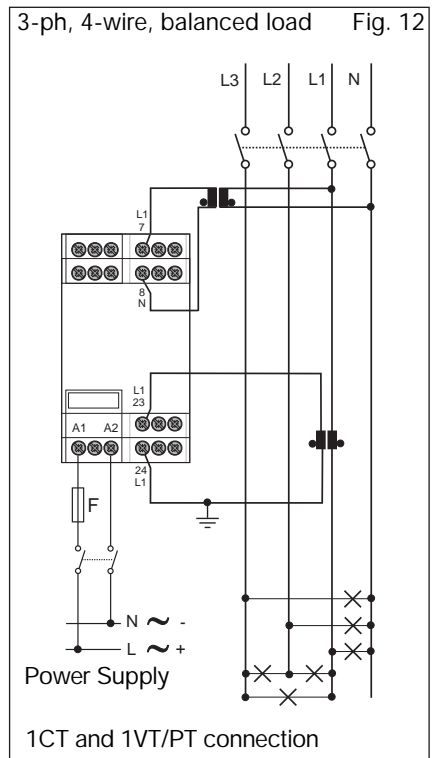 3-ph, 4-wire, balanced load Fig. 12
L3 L2 L1 N
L1
7
8
N
L1
23
A1 A2
24
L1
F
N ~ -
L ~ +
Power Supply
1CT and 1VT/PT connection